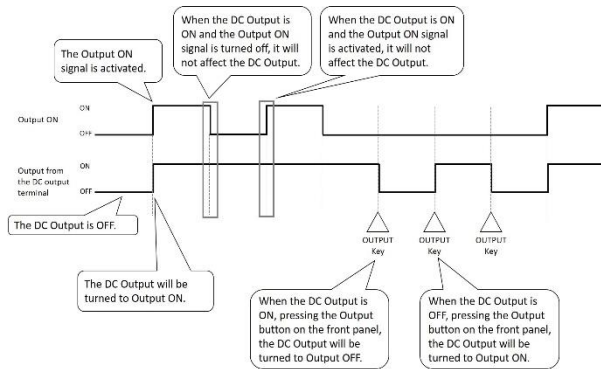 When the DC Output is
ON and the Output ON
signal is turned off, it will
not affect the DC Output.
When the DC Output is ON
and the Output ON signal
is activated, it will not
affect the DC Output.
The Output ON
signal is activated.
Output ON
ON
OFF
Output from
the DC output
terminal
ON
OFF
The DC Output is OFF.
The DC Output will be
turned to Output ON.
OUTPUT
Key
OUTPUT
Key
OUTPUT
Key
When the DC Output is
ON, pressing the Output
button on the front panel,
the DC Output will be
turned to Output OFF.
When the DC Output is
OFF, pressing the Output
button on the front panel,
the DC Output will be
turned to Output ON.